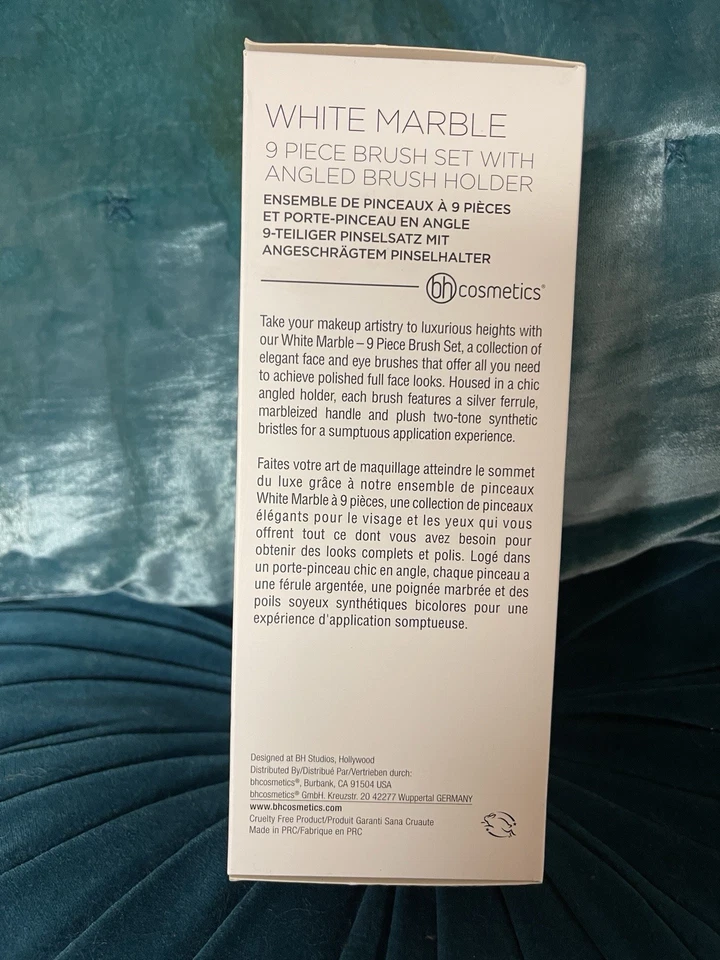 WHITE MARBLE
9 PIECE BRUSH SET WITH
ANGLED BRUSH HOLDER
ENSEMBLE DE PINCEAUX À 9 PIÈCES
ET PORTE-PINCEAU EN ANGLE
9-TEILIGER PINSELSATZ MIT
ANGESCHRÄGTEM PINSELHALTER
bhcosmetics®
Take your makeup artistry to luxurious heights with
our White Marble – 9 Piece Brush Set, a collection of
elegant face and eye brushes that offer all you need
to achieve polished full face looks. Housed in a chic
angled holder, each brush features a silver ferrule,
marbleized handle and plush two-tone synthetic
bristles for a sumptuous application experience.
Faites votre art de maquillage atteindre le sommet
du luxe grâce à notre ensemble de pinceaux
White Marble à 9 pièces, une collection de pinceaux
élégants pour le visage et les yeux qui vous
offrent tout ce dont vous avez besoin pour
obtenir des looks complets et polis. Logé dans
un porte-pinceau chic en angle, chaque pinceau a
une férule argentée, une poignée marbrée et des
poils soyeux synthétiques bicolores pour une
expérience d'application somptueuse.
Designed at BH Studios, Hollywood
Distributed By/Distribué Par/Vertrieben durch:
bhcosmetics®, Burbank, CA 91504 USA
bhcosmetics® GmbH. Kreuzstr. 20 42277 Wuppertal GERMANY
www.bhcosmetics.com
Cruelty Free Product/Produit Garanti Sana Cruaute
Made in PRC/Fabrique en PRC